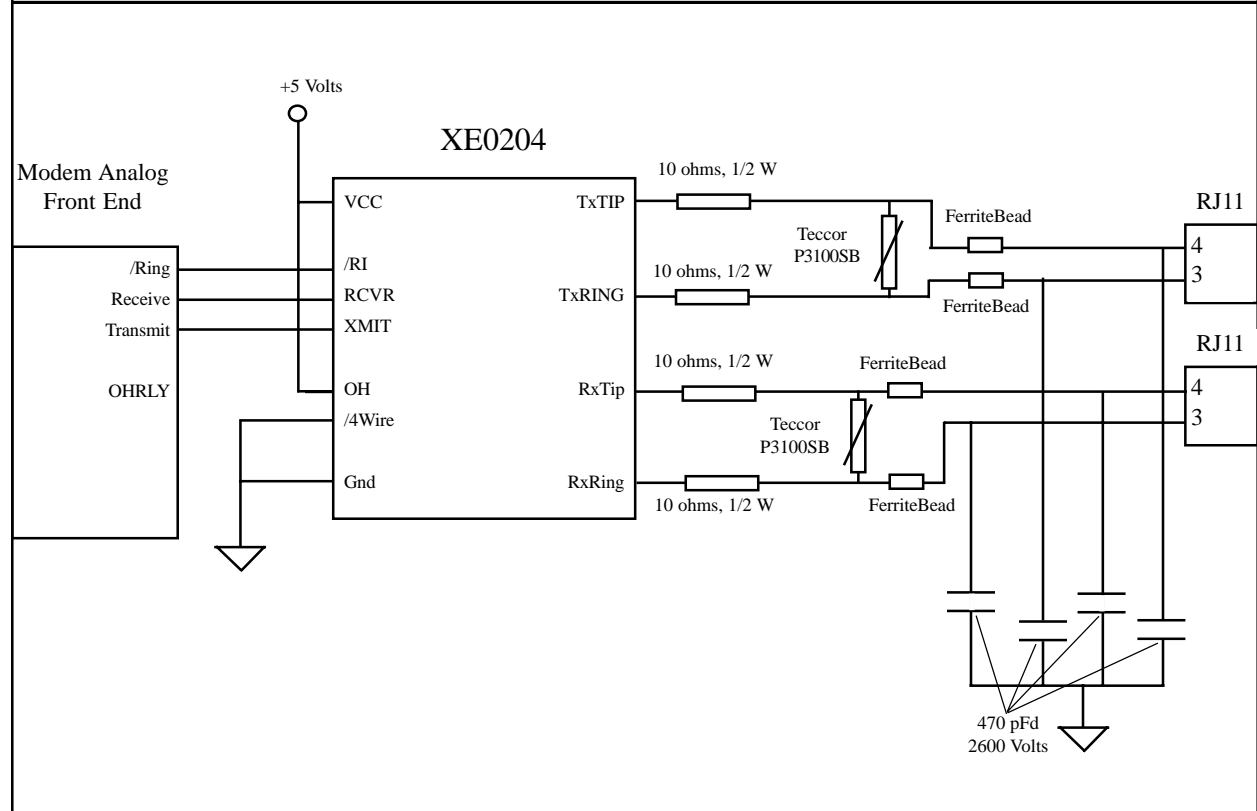 +5 Volts
XE0204
Modem Analog
Front End
/Ring
Receive
Transmit
OHRLY
VCC
/RI
RCVR
XMIT
OH
/4Wire
Gnd
TxTIP
TxRING
RxTip
RxRing
10 ohms, 1/2 W
Teccor
P3100SB
FerriteBead
10 ohms, 1/2 W
FerriteBead
RJ11
4
3
10 ohms, 1/2 W
FerriteBead
Teccor
P3100SB
10 ohms, 1/2 W
FerriteBead
RJ11
4
3
470 pFd
2600 Volts